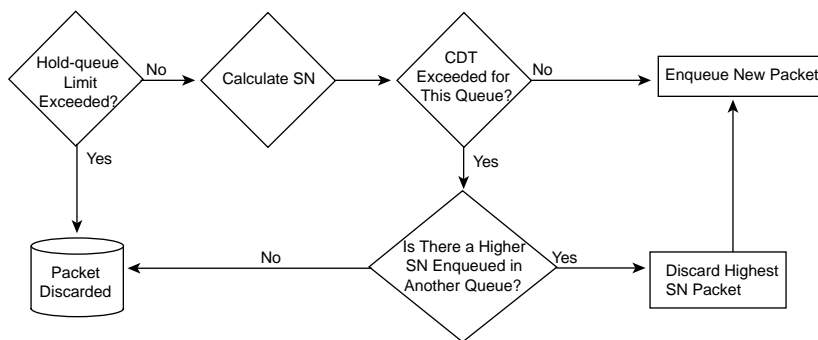 Hold-queue
Limit
Exceeded?
No
Calculate SN
CDT
Exceeded for
This Queue?
No
Enqueue New Packet
Yes
Yes
Packet
Discarded
No
Is There a Higher
SN Enqueued in
Another Queue?
Yes
Discard Highest
SN Packet